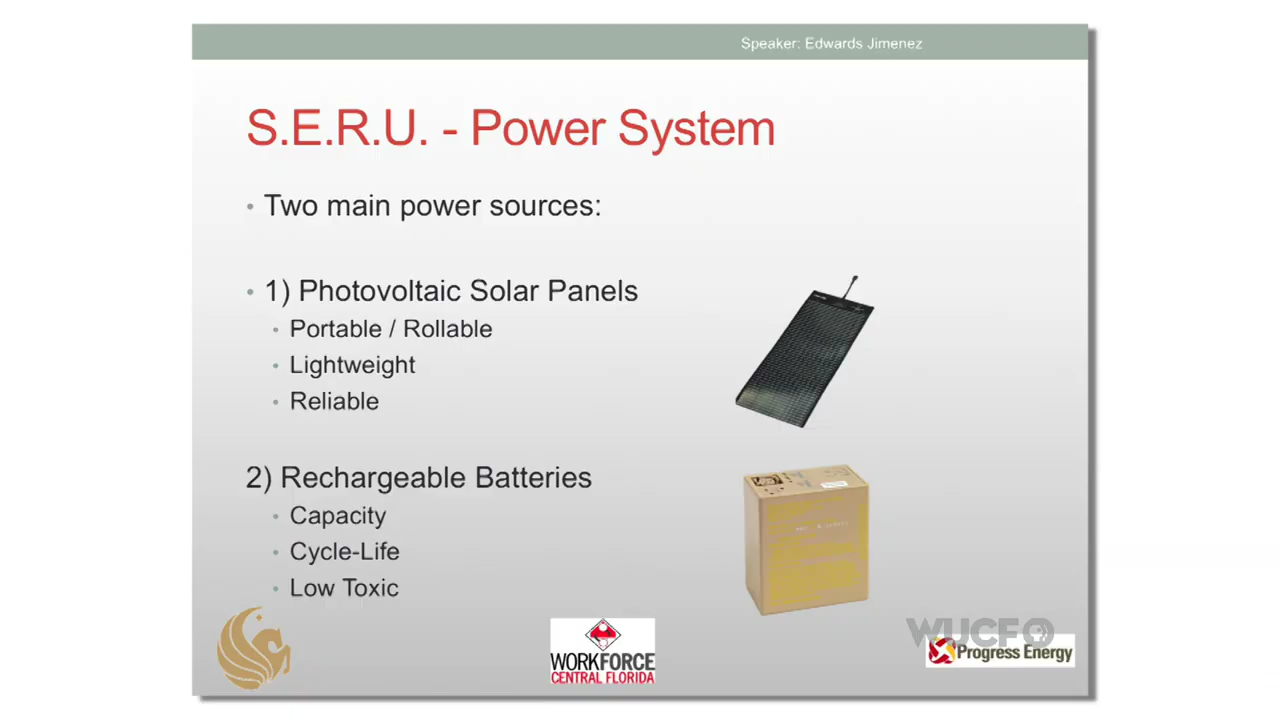 Speaker: Edwards Jimenez
S.E.R.U. - Power System
• Two main power sources:
• 1) Photovoltaic Solar Panels
• Portable / Rollable
• Lightweight
• Reliable
2) Rechargeable Batteries
• Capacity
• Cycle-Life
• Low Toxic
WORKFORCE
CENTRAL FLORIDA
WUCF
Progress Energy